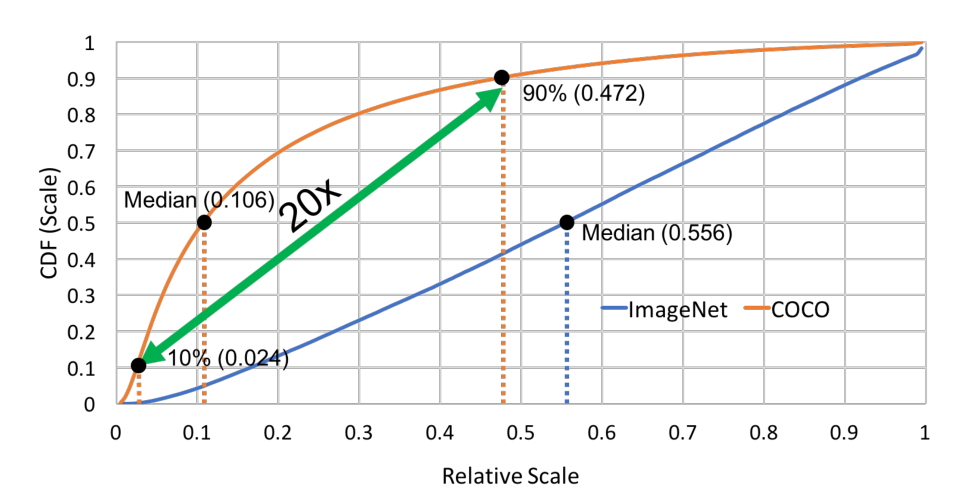 1
0.9
0.8
0.7
0.6
0.5
0.4
0.3
0.2
0.1
0
CDF (Scale)
90% (0.472)
Median (0.106)
20x
Median (0.556)
ImageNet COCO
10% (0.024)
0 0.1 0.2 0.3 0.4 0.5 0.6 0.7 0.8 0.9 1
Relative Scale